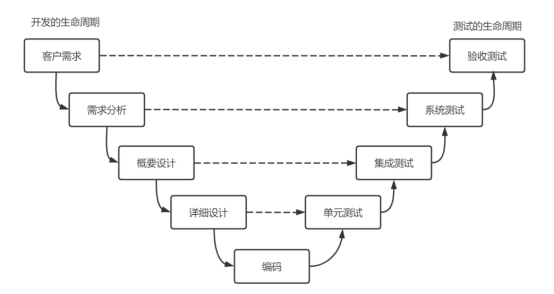 开发的生命周期
测试的生命周期
客户需求
验收测试
需求分析
系统测试
概要设计
集成测试
详细设计
单元测试
编码